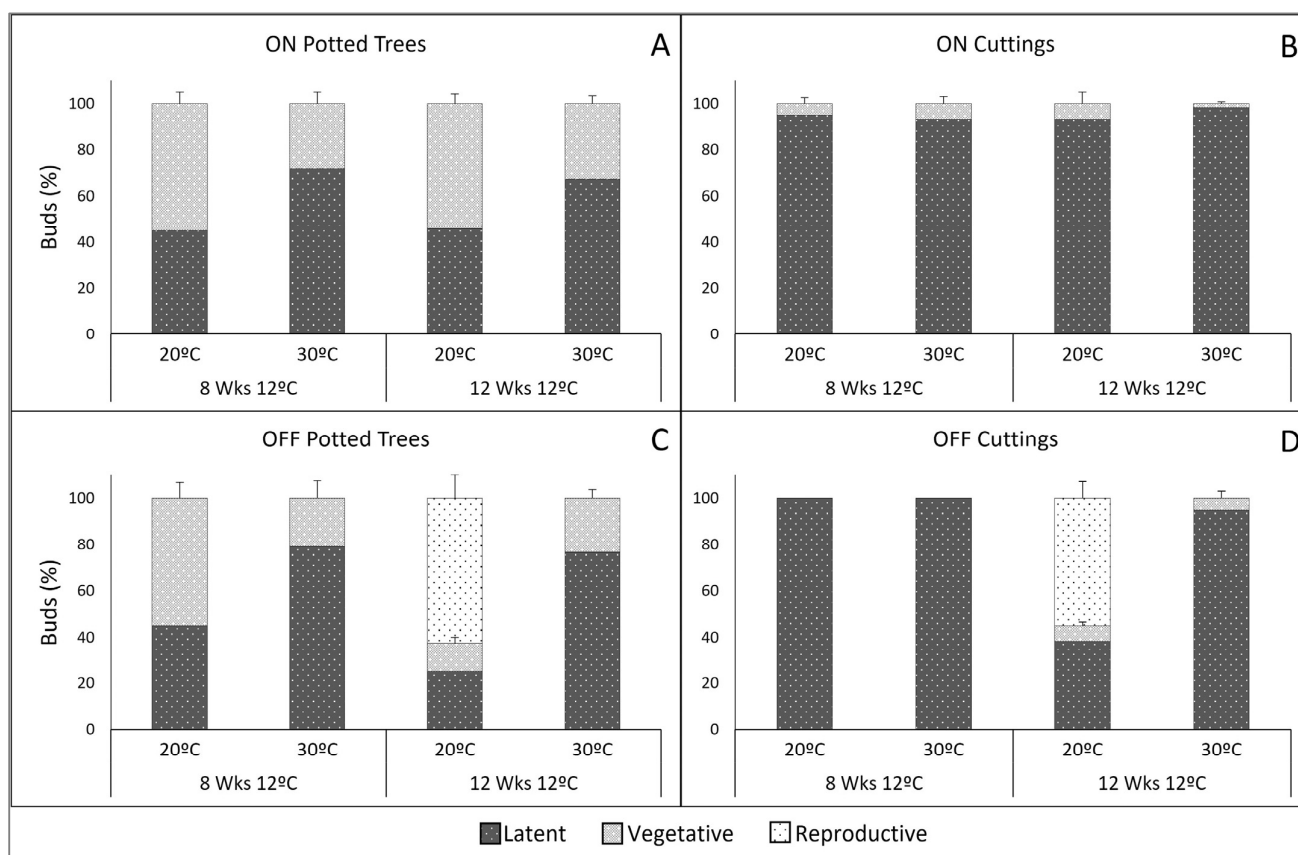 ON Potted Trees A
Buds (%)
100
80
60
40
20
0
20ºC 30ºC 20ºC 30ºC
8 Wks 12ºC 12 Wks 12ºC
ON Cuttings B
100
80
60
40
20
0
20ºC 30ºC 20ºC 30ºC
8 Wks 12ºC 12 Wks 12ºC
OFF Potted Trees C
Buds (%)
100
80
60
40
20
0
20ºC 30ºC 20ºC 30ºC
8 Wks 12ºC 12 Wks 12ºC
OFF Cuttings D
100
80
60
40
20
0
20ºC 30ºC 20ºC 30ºC
8 Wks 12ºC 12 Wks 12ºC
Latent Vegetative Reproductive